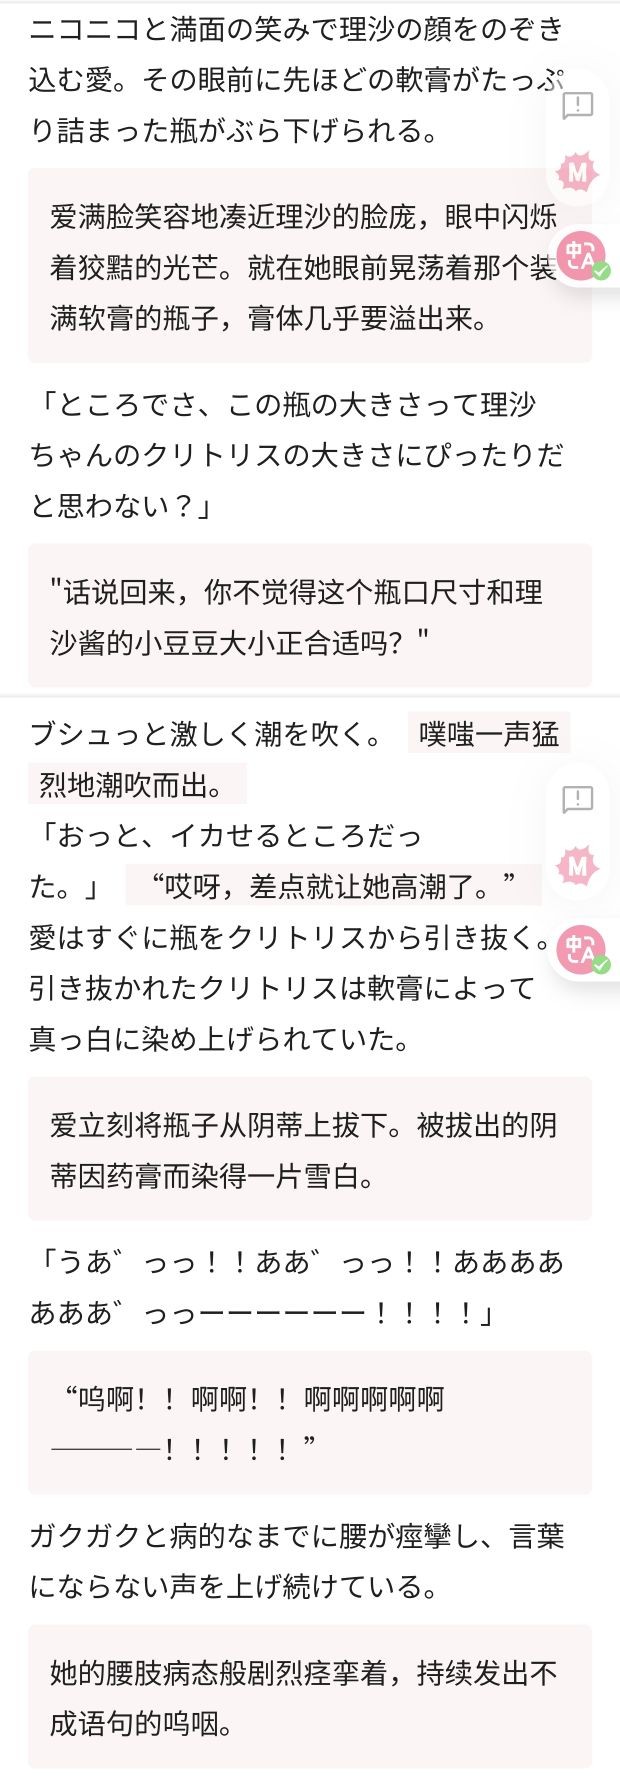 ニコニコと満面の笑みで理沙の顔をのぞき
込む愛。その眼前に先ほどの軟膏がたっぷ
り詰まった瓶がぶら下げられる。
爱满脸笑容地凑近理沙的脸庞，眼中闪烁
着狡黠的光芒。就在她眼前晃荡着那个装
满软膏的瓶子，膏体几乎要溢出来。
「ところでさ、この瓶の大きさって理沙
ちゃんのクリトリスの大きさにぴったりだ
と思わない？」
"话说回来，你不觉得这个瓶口尺寸和理
沙酱的小豆豆大小正合适吗？"
ブシュっと激しく潮を吹く。 噗嗤一声猛
烈地潮吹而出。
「おっと、イカせるところだっ
た。」 “哎呀，差点就让她高潮了。”
愛はすぐに瓶をクリトリスから引き抜く。
引き抜かれたクリトリスは軟膏によって
真っ白に染め上げられていた。
爱立刻将瓶子从阴蒂上拔下。被拔出的阴
蒂因药膏而染得一片雪白。
「うあ゛っっ！！ああ゛っっ！！ああああ
あああ゛っっーーーーーー！！！！」
“呜啊！！啊啊！！啊啊啊啊啊
————！！！！！”
ガクガクと病的なまでに腰が痙攣し、言葉
にならない声を上げ続けている。
她的腰肢病态般剧烈痉挛着，持续发出不
成语句的呜咽。